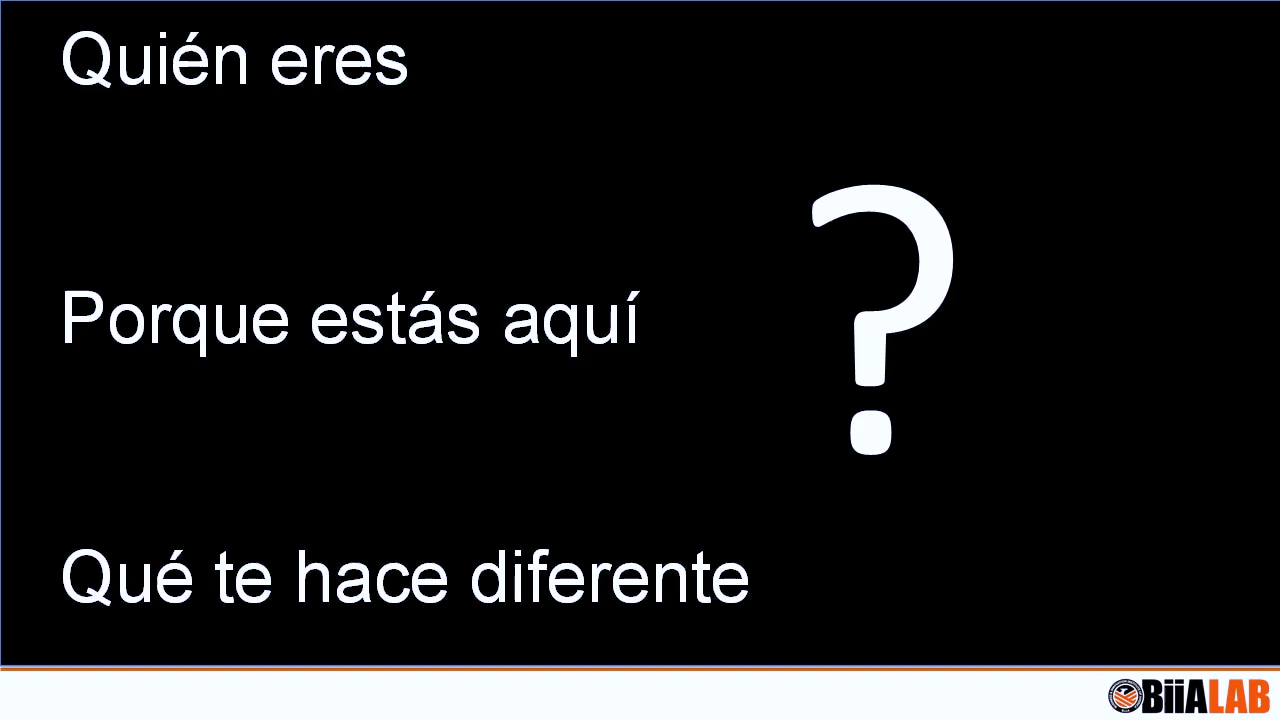 Quién eres
?
Porque estás aquí
Qué te hace diferente
BiiALAB